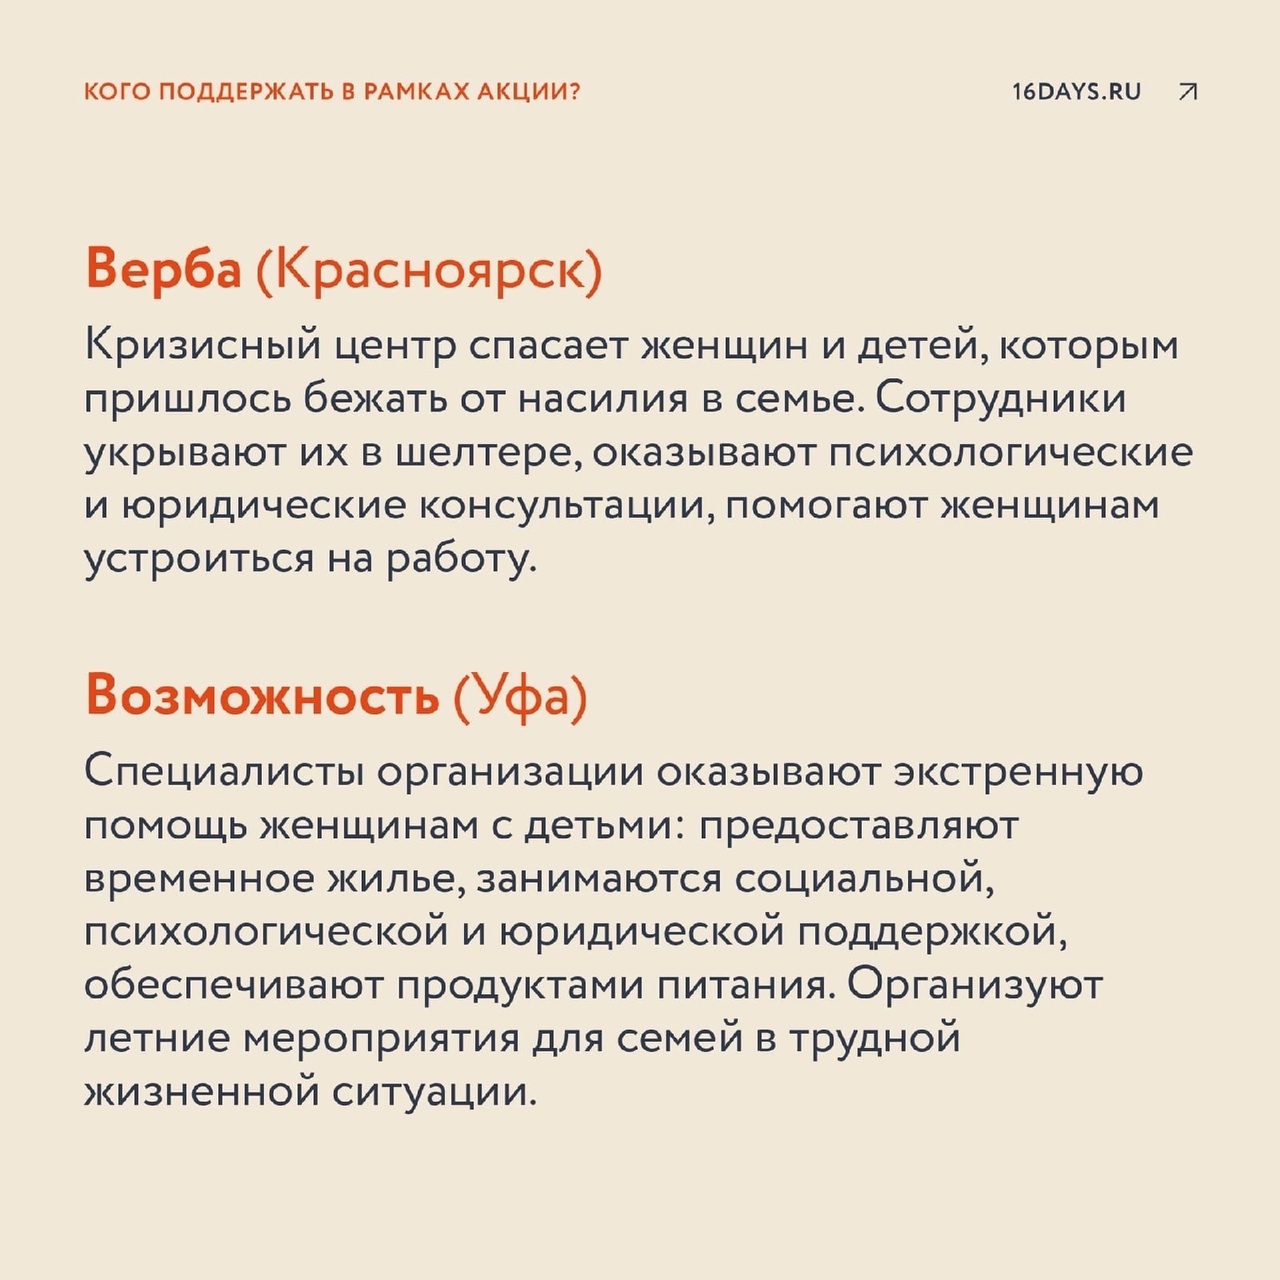 КОГО ПОДДЕРЖАТЬ В РАМКАХ АКЦИИ?
16DAYS.RU
Верба (Красноярск)
Кризисный центр спасает женщин и детей, которым
пришлось бежать от насилия в семье. Сотрудники
укрывают их в шелтере, оказывают психологические
и юридические консультации, помогают женщинам
устроиться на работу.
Возможность (Уфа)
Специалисты организации оказывают экстренную
помощь женщинам с детьми: предоставляют
временное жилье, занимаются социальной,
психологической и юридической поддержкой,
обеспечивают продуктами питания. Организуют
летние мероприятия для семей в трудной
жизненной ситуации.